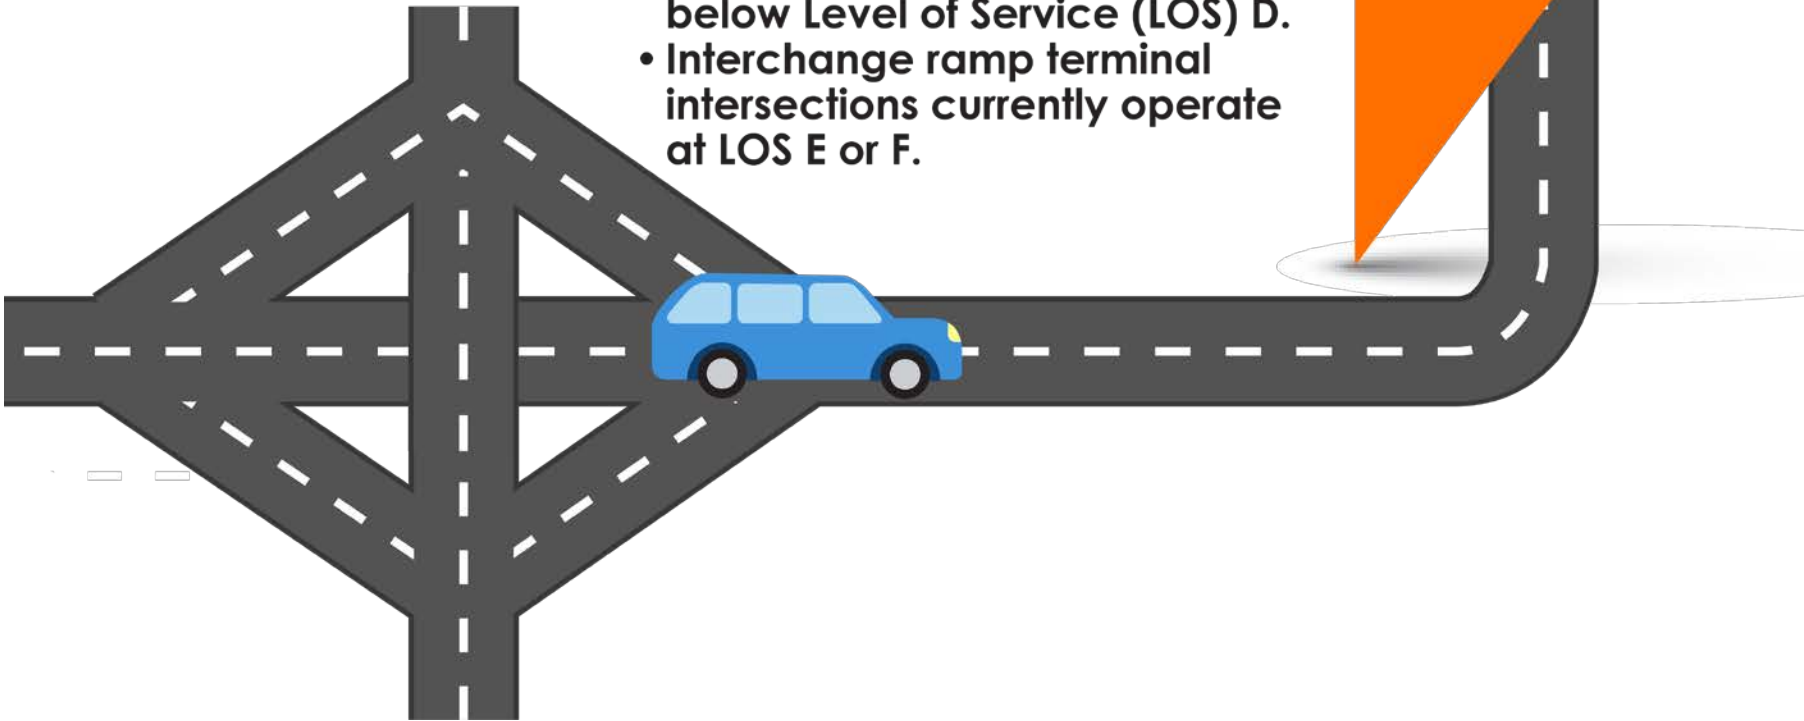 below Level of Service (LOS) D.
• Interchange ramp terminal
intersections currently operate
at LOS E or F.